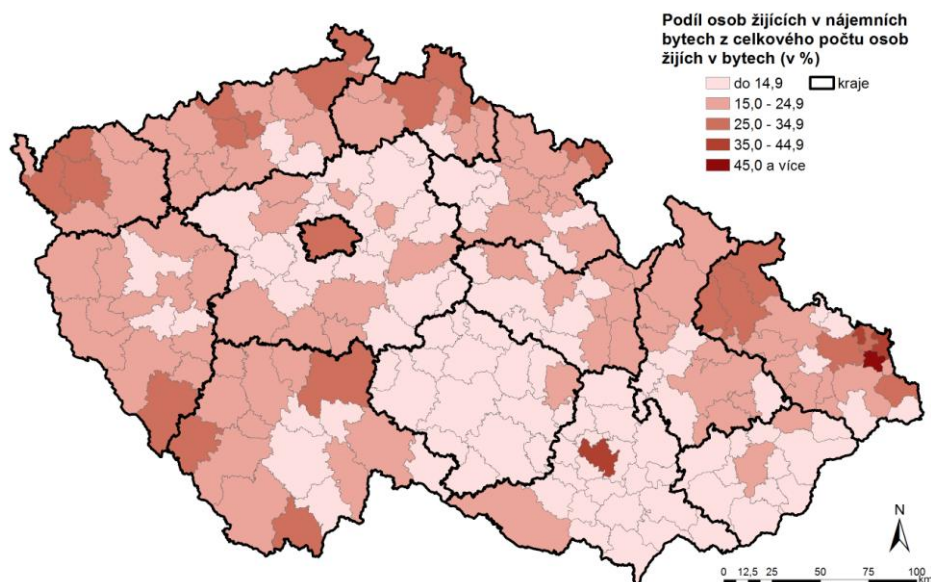 Podíl osob žijících v nájemních
bytech z celkového počtu osob
žijích v bytech (v %)
do 14,9 kraje
15,0 - 24,9
25,0 - 34,9
35,0 - 44,9
45,0 a více
N
0 12,5 25 50 75 100
km